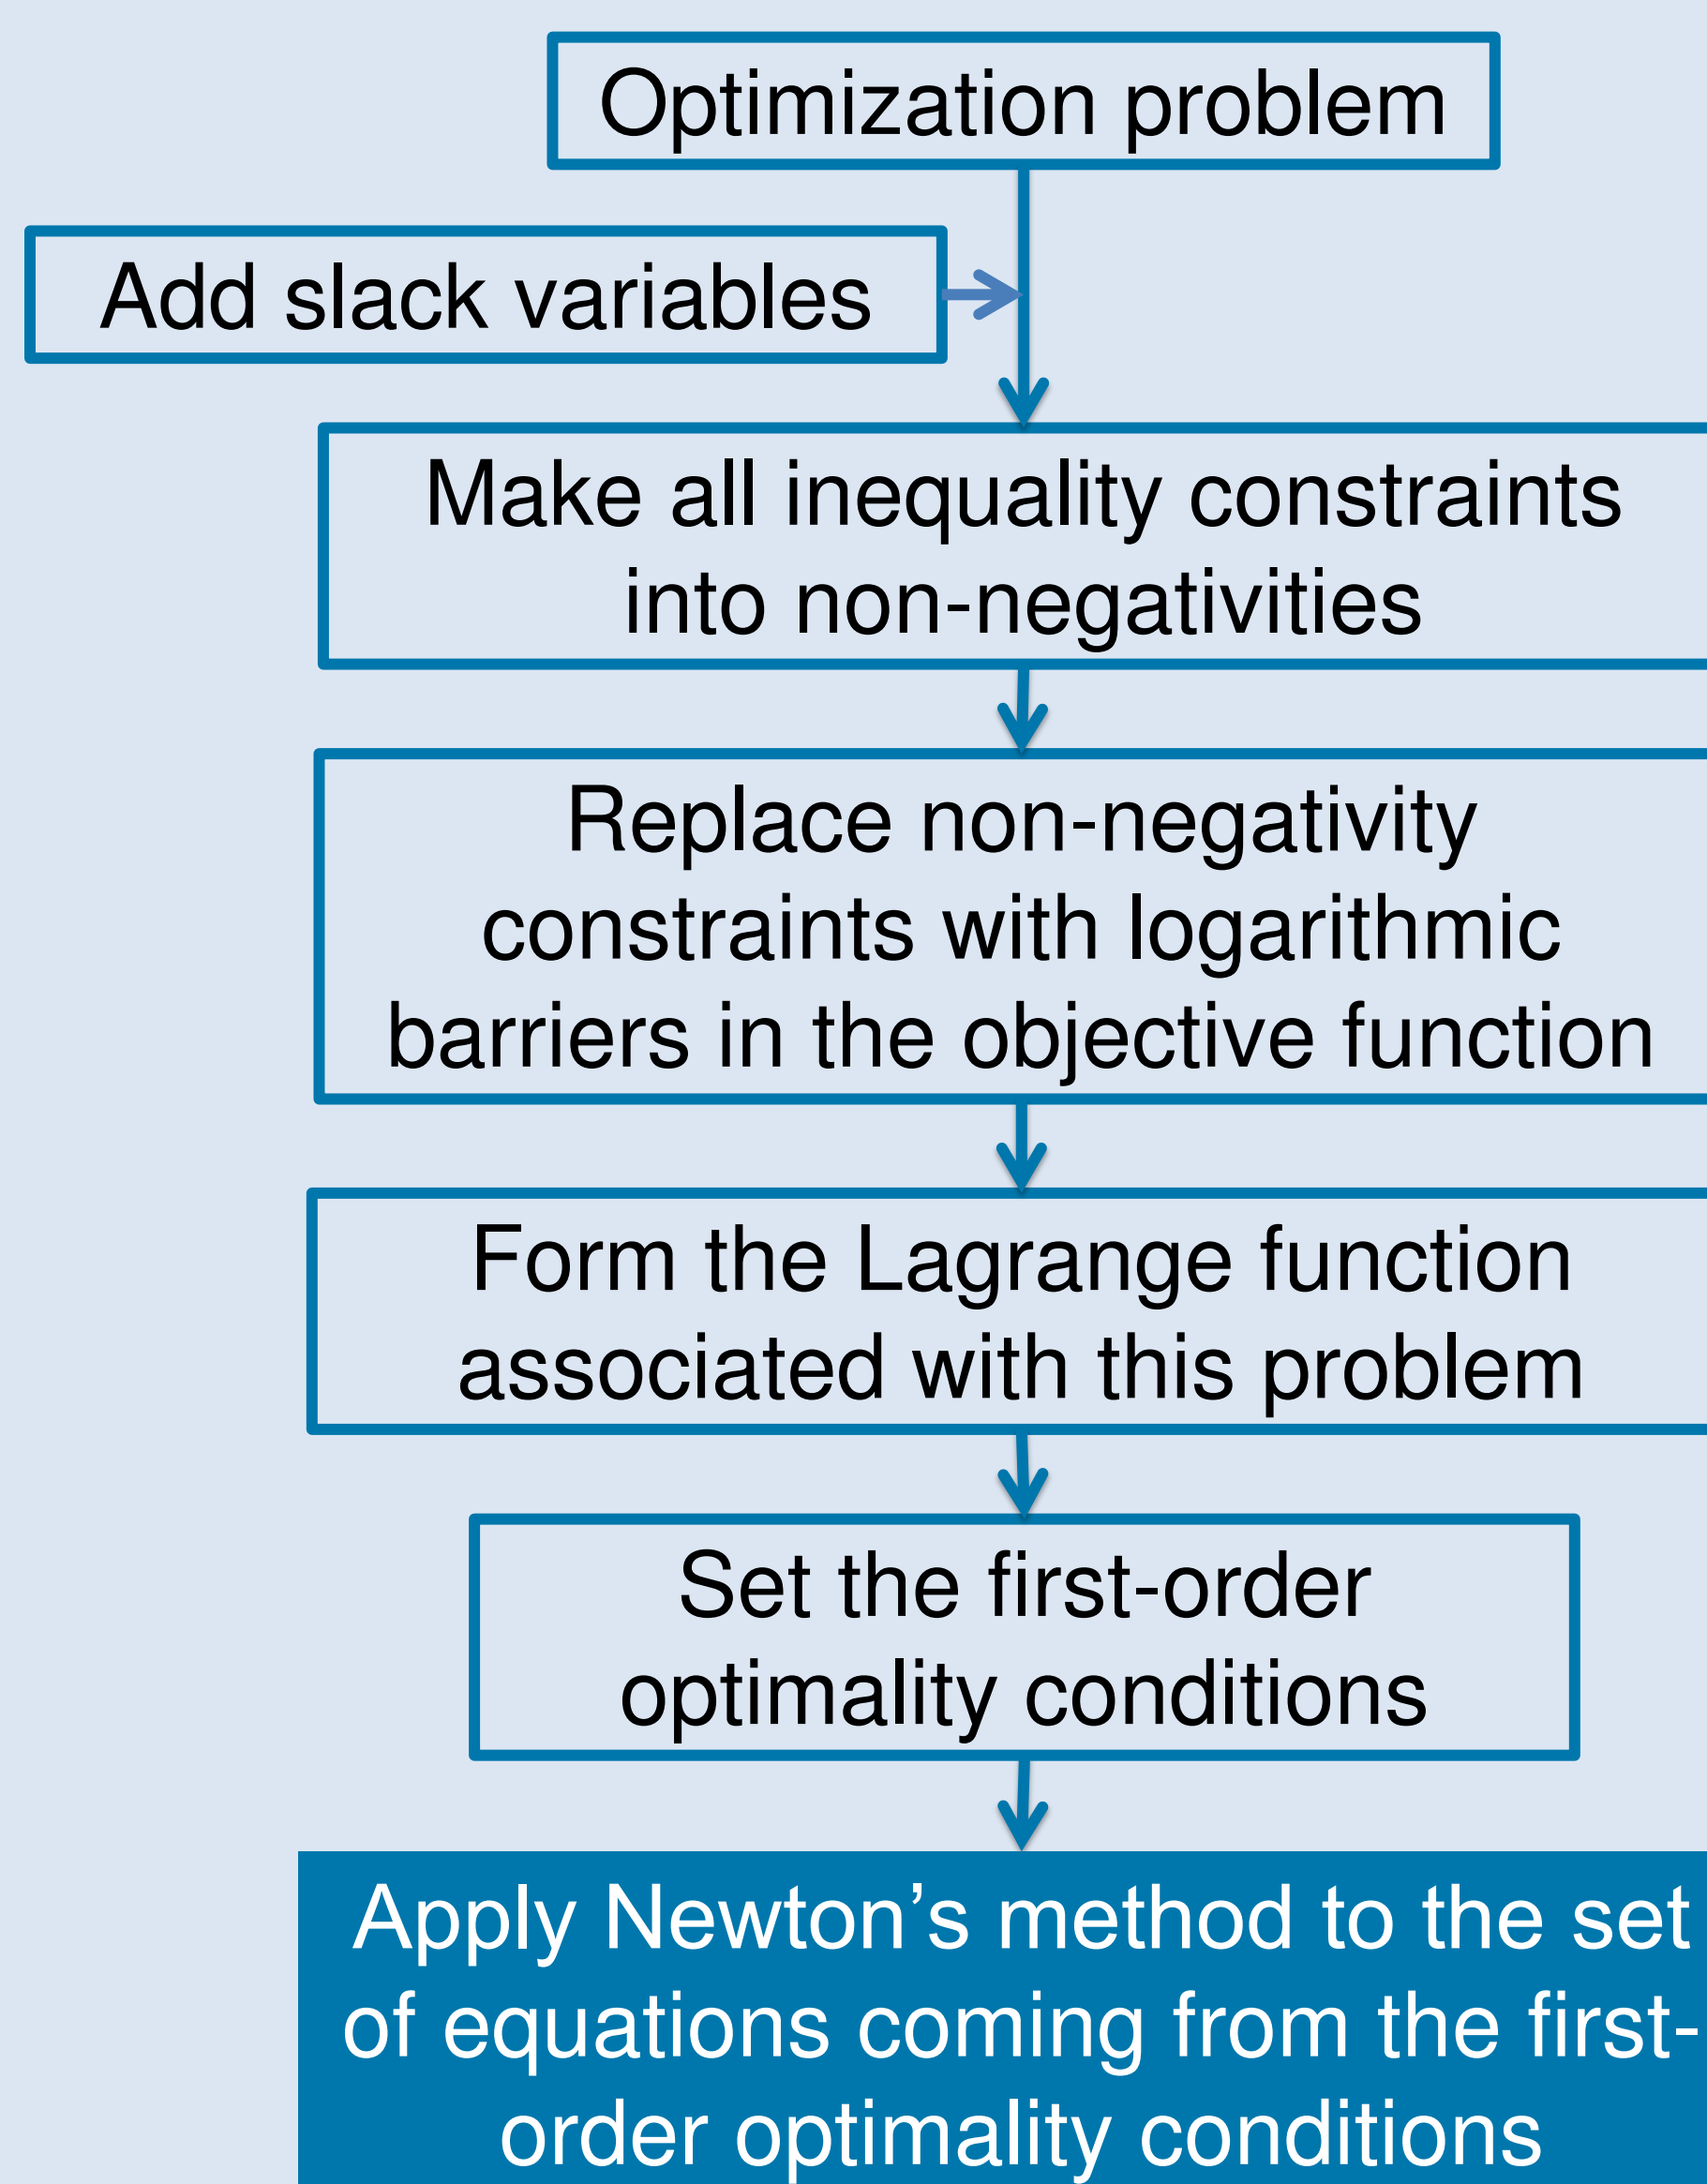 Optimization problem
Add slack variables
Make all inequality constraints
into non-negativities
Replace non-negativity
constraints with logarithmic
barriers in the objective function
Form the Lagrange function
associated with this problem
Set the first-order
optimality conditions
Apply Newton’s method to the set
of equations coming from the first-
order optimality conditions